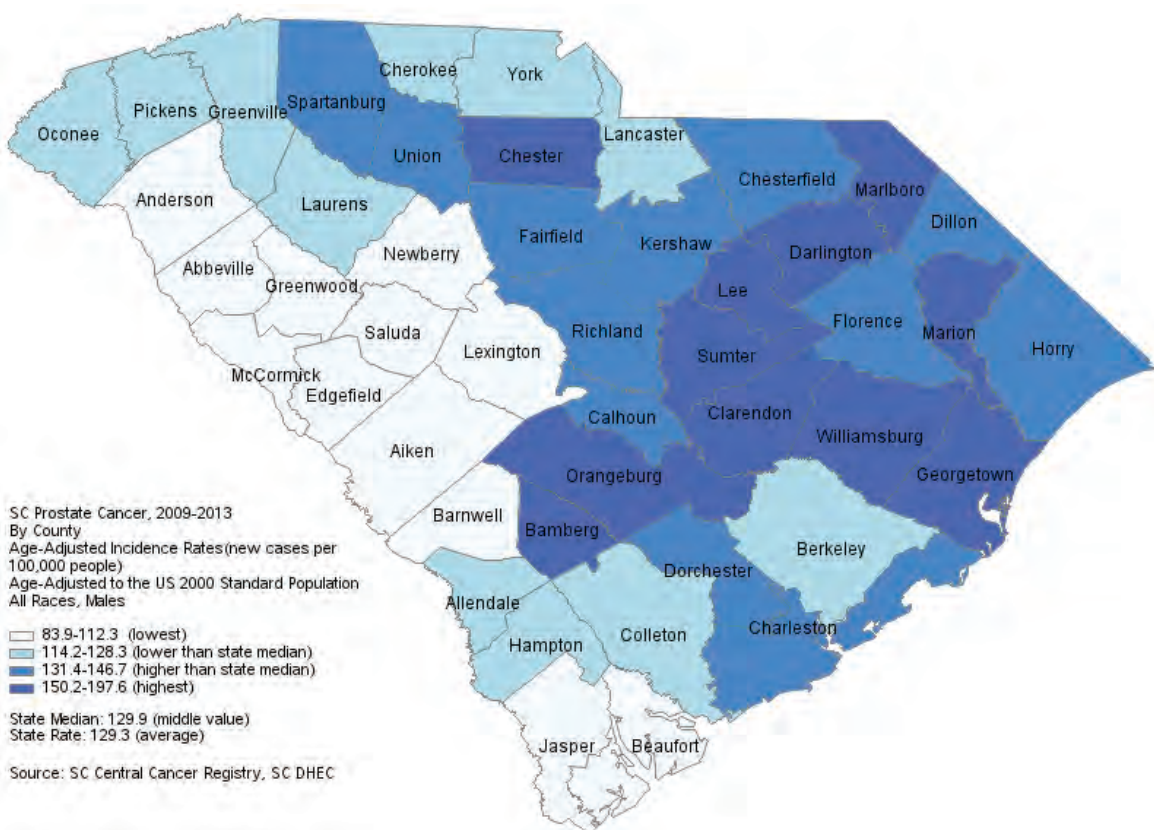 Cherokee
York
Spartanburg
Greenville
Pickens
Oconee
Lancaster
Union
Chester
Chesterfield
Marlboro
Anderson
Laurens
Dillon
Fairfield
Kershaw
Newberry
Darlington
Abbeville
Greenwood
Lee
Florence
Saluda
Richland
Marion
Horry
Lexington
Sumter
McCormick
Edgefield
Calhoun
Clarendon
Williamsburg
Aiken
Orangeburg
Georgetown
Barnwell
Bamberg
Berkeley
Dorchester
Allendale
Charleston
Colleton
Hampton
Jasper
Beaufort
SC Prostate Cancer, 2009-2013
By County
Age-Adjusted Incidence Rates(new cases per
100,000 people)
Age-Adjusted to the US 2000 Standard Population
All Races, Males
83.9-112.3 (lowest)
114.2-128.3 (lower than state median)
131.4-146.7 (higher than state median)
150.2-197.6 (highest)
State Median: 129.9 (middle value)
State Rate: 129.3 (average)
Source: SC Central Cancer Registry, SC DHEC